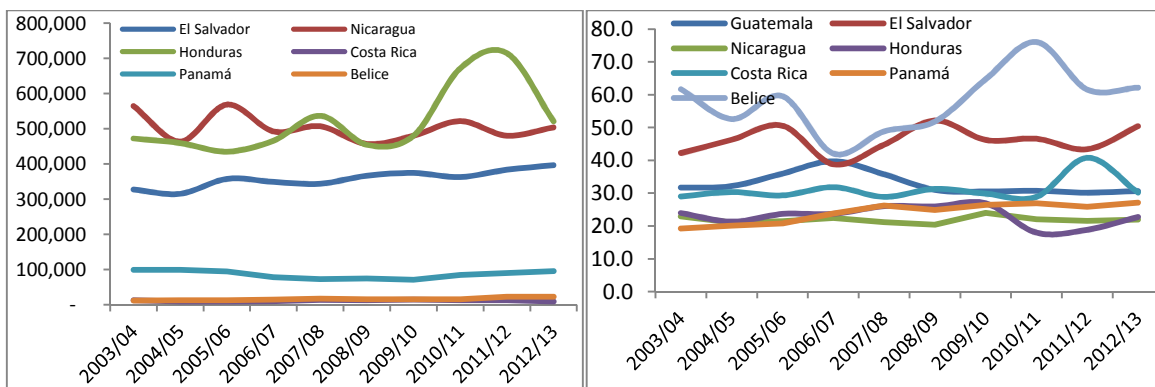 800,000
700,000
600,000
500,000
400,000
300,000
200,000
100,000
-
El Salvador Nicaragua
Honduras Costa Rica
Panamá Belice
2003/04 2004/05 2005/06 2006/07 2007/08 2008/09 2009/10 2010/11 2011/12 2012/13
80.0
70.0
60.0
50.0
40.0
30.0
20.0
10.0
0.0
Guatemala El Salvador
Nicaragua Honduras
Costa Rica Panamá
Belice
2003/04 2004/05 2005/06 2006/07 2007/08 2008/09 2009/10 2010/11 2011/12 2012/13